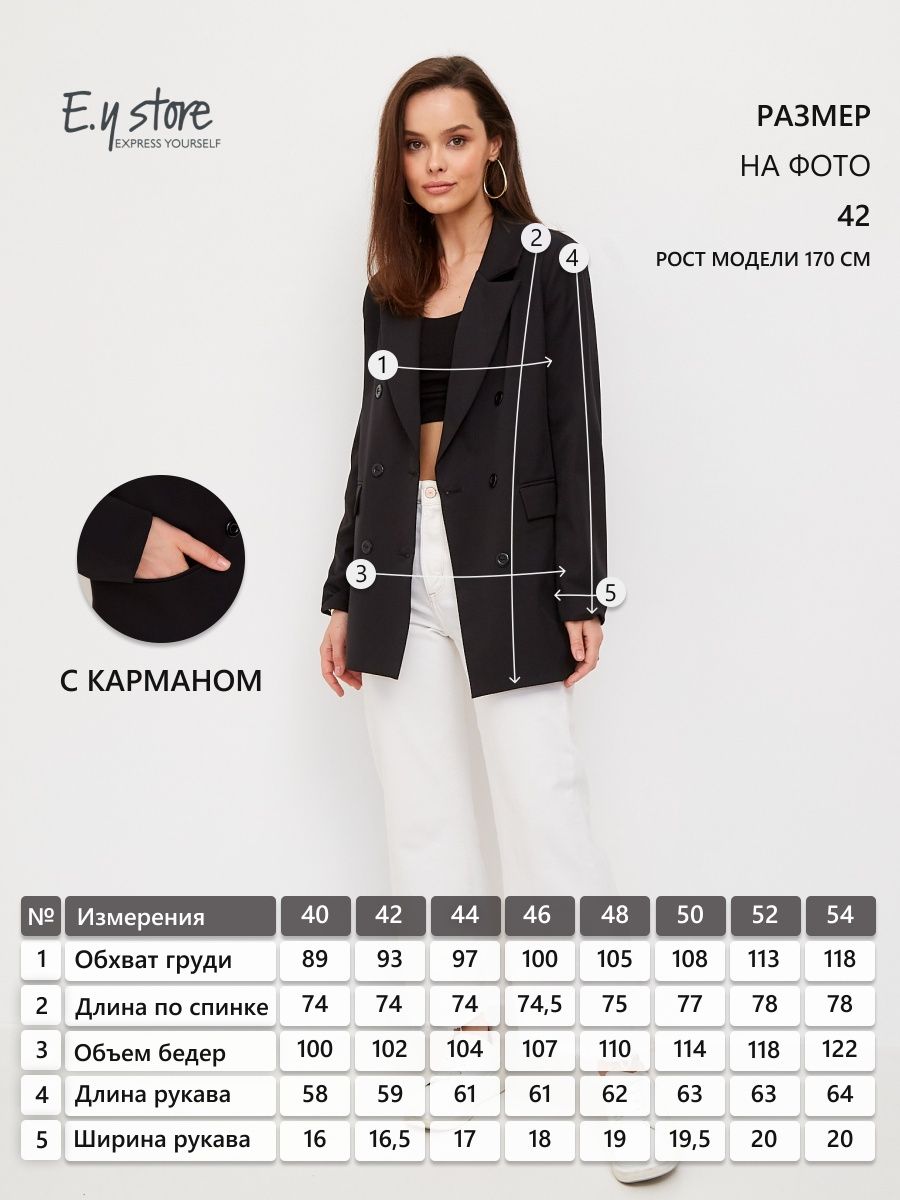 E.y store
EXPRESS YOURSELF
РАЗМЕР
НА ФОТО
42
РОСТ МОДЕЛИ 170 СМ
2
4
1
3
5
С КАРМАНОМ
№ Измерения 40 42 44 46 48 50 52 54
1 Обхват груди 89 93 97 100 105 108 113 118
2 Длина по спинке 74 74 74 74,5 75 77 78 78
3 Объем бедер 100 102 104 107 110 114 118 122
4 Длина рукава 58 59 61 61 62 63 63 64
5 Ширина рукава 16 16,5 17 18 19 19,5 20 20